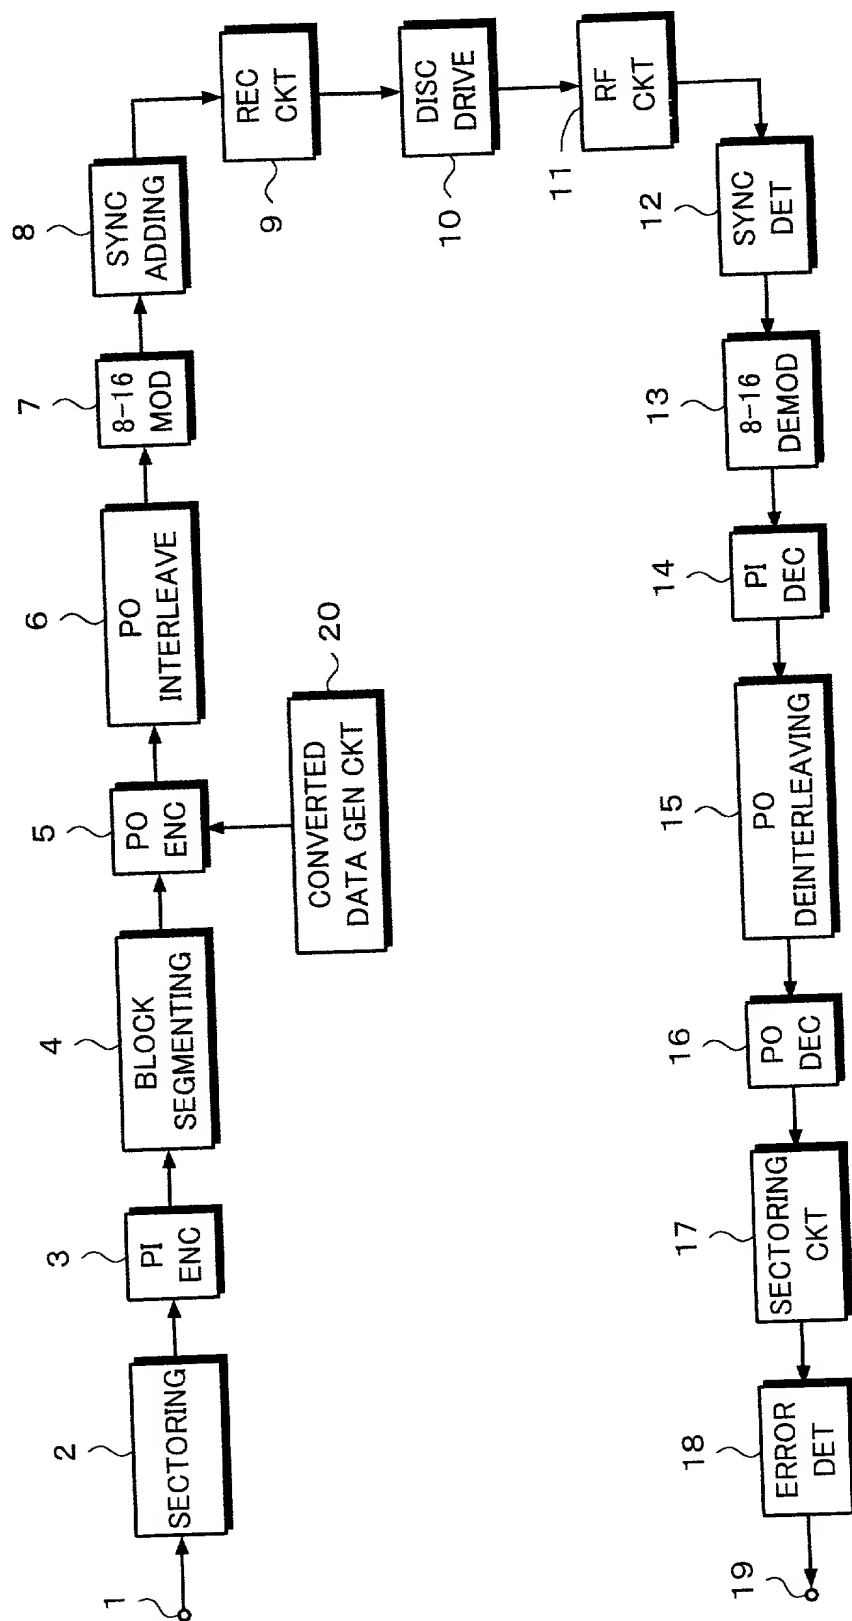 1
2
SECTORING
3
PI
ENC
4
BLOCK
SEGMENTING
5
PO
ENC
6
PO
INTERLEAVE
7
8-16
MOD
8
SYNC
ADDING
20
CONVERTED
DATA GEN CKT
REC
CKT
9
DISC
DRIVE
10
RF
CKT
11
12
SYNC
DET
13
8-16
DEMOD
14
PI
DEC
15
PO
DEINTERLEAVING
16
PO
DEC
17
SECTORING
CKT
18
ERROR
DET
19